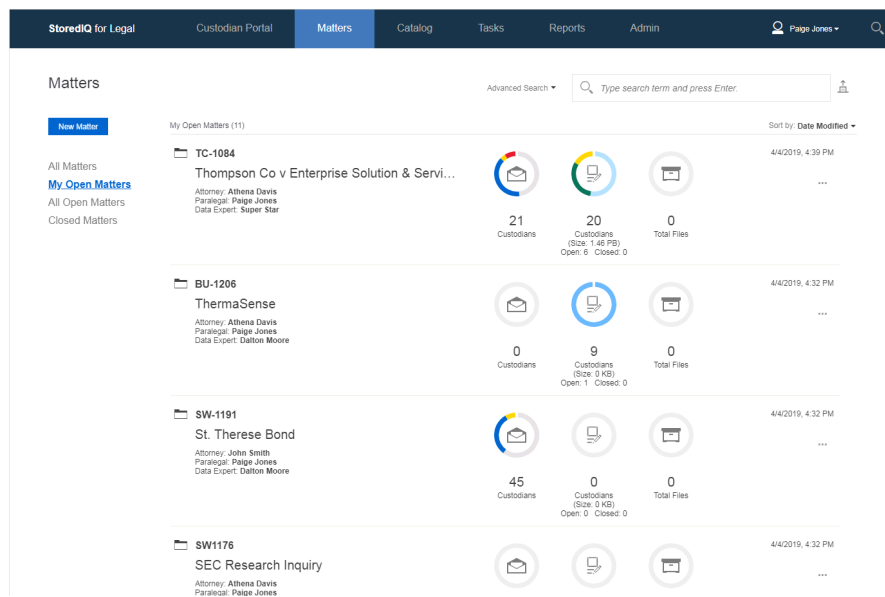 StoredIQ for Legal Custodian Portal Matters Catalog Tasks Reports Admin Paige Jones
Matters
Advanced Search Type search term and press Enter.
New Matter
My Open Matters (11) Sort by: Date Modified
All Matters
My Open Matters
All Open Matters
Closed Matters
TC-1084 4/4/2019, 4:39 PM
Thompson Co v Enterprise Solution & Servi...
Attorney: Athena Davis
Paralegal: Paige Jones
Data Expert: Super Star
21 20 0
Custodians Custodians Total Files
(Size: 1.46 PB)
Open: 6 Closed: 0
BU-1206 4/4/2019, 4:32 PM
ThermaSense
Attorney: Athena Davis
Paralegal: Paige Jones
Data Expert: Dalton Moore
0 9 0
Custodians Custodians Total Files
(Size: 0 KB)
Open: 1 Closed: 0
SW-1191 4/4/2019, 4:32 PM
St. Therese Bond
Attorney: John Smith
Paralegal: Paige Jones
Data Expert: Dalton Moore
45 0 0
Custodians Custodians Total Files
(Size: 0 KB)
Open: 0 Closed: 0
SW1176 4/4/2019, 4:32 PM
SEC Research Inquiry
Attorney: Athena Davis
Paralegal: Paige Jones